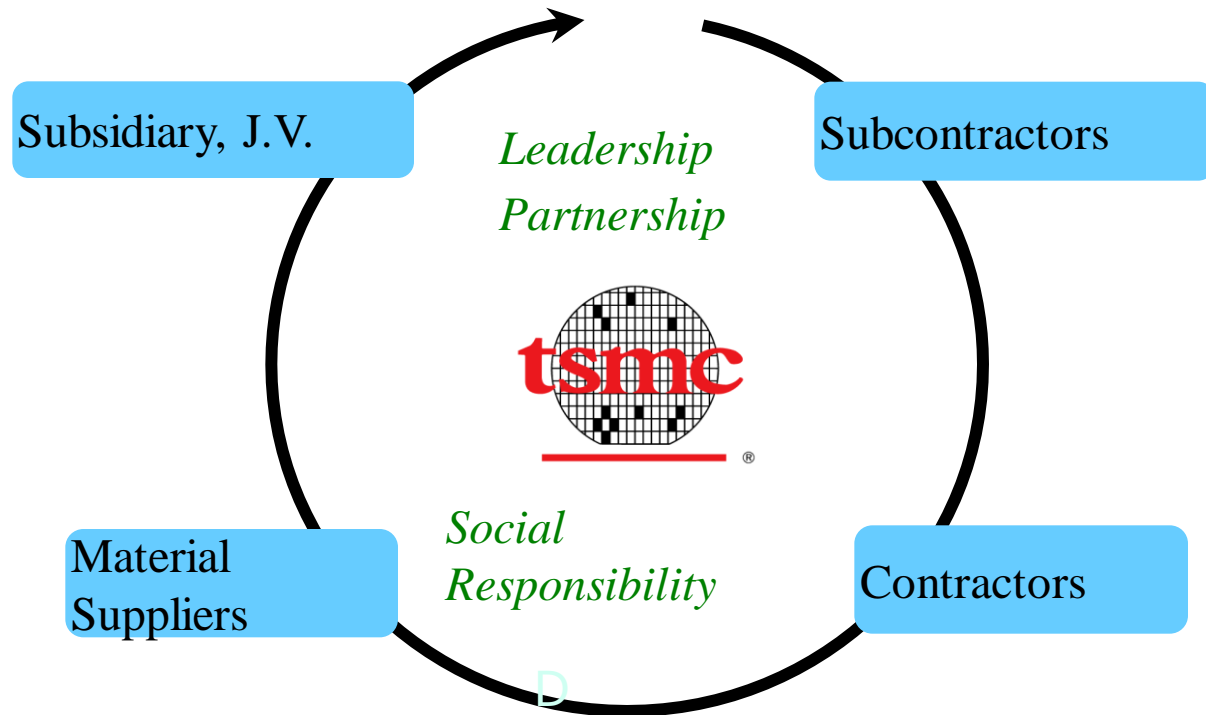 Subsidiary, J.V.
Subcontractors
Leadership
Partnership
tsmc
®
Social
Responsibility
Material
Suppliers
Contractors
D